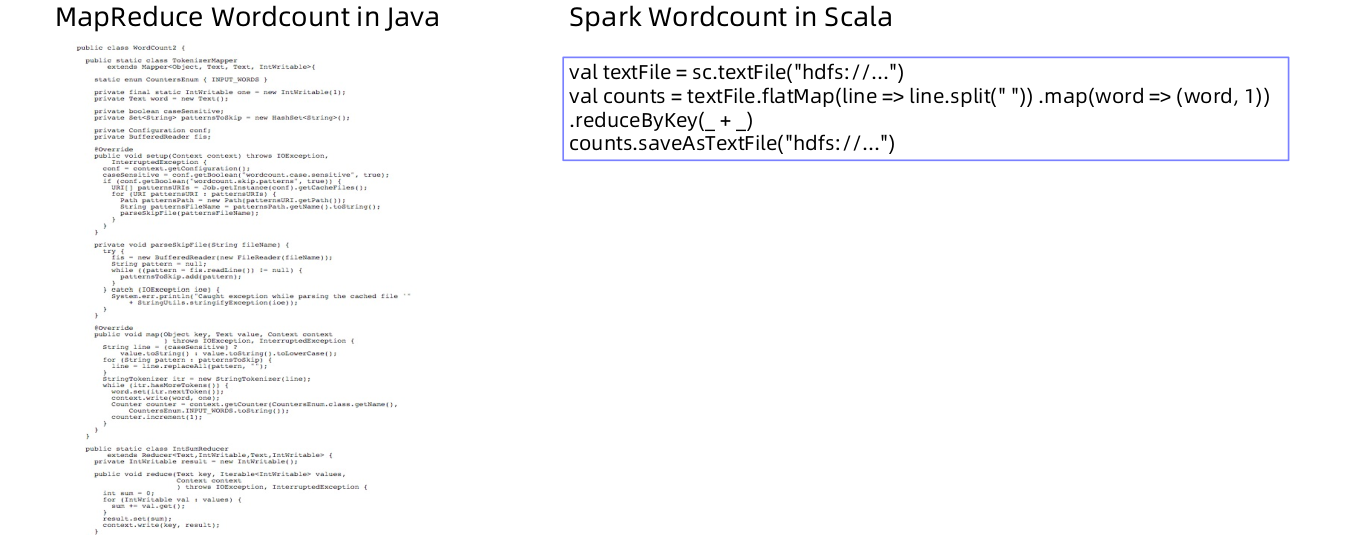 MapReduce Wordcount in Java
public class WordCount2 {
public static class TokenizerMapper
extends Mapper<Object, Text, Text, IntWritable>{
static enum CountersEnum { INPUT_WORDS }
private final static IntWritable one = new IntWritable(1);
private Text word = new Text();
private boolean caseSensitive;
private Set<String> patternsToSkip = new HashSet<String>();
private Configuration conf;
private BufferedReader fis;
@Override
public void setup(Context context) throws IOException,
InterruptedException {
conf = context.getConfiguration();
caseSensitive = conf.getBoolean("wordcount.case.sensitive", true);
if (conf.getBoolean("wordcount.skip.patterns", true)) {
URI[] patternsURIs = Job.getInstance(conf).getCacheFiles();
for (URI patternsURI : patternsURIs) {
Path patternsPath = new Path(patternsURI.getPath());
String patternsFileName = patternsPath.getName().toString();
parseSkipFile(patternsFileName);
}
}
}
private void parseSkipFile(String fileName) {
try {
fis = new BufferedReader(new FileReader(fileName));
String pattern = null;
while ((pattern = fis.readLine()) != null) {
patternsToSkip.add(pattern);
}
} catch (IOException ioe) {
System.err.println("Caught exception while parsing the cached file '"
+ StringUtils.stringifyException(ioe));
}
}
@Override
public void map(Object key, Text value, Context context
) throws IOException, InterruptedException {
String line = (caseSensitive) ?
value.toString() : value.toString().toLowerCase();
for (String pattern : patternsToSkip) {
line = line.replaceAll(pattern, "");
}
StringTokenizer itr = new StringTokenizer(line);
while (itr.hasMoreTokens()) {
word.set(itr.nextToken());
context.write(word, one);
Counter counter = context.getCounter(CountersEnum.class.getName(),
CountersEnum.INPUT_WORDS.toString());
counter.increment(1);
}
}
}
public static class IntSumReducer
extends Reducer<Text,IntWritable,Text,IntWritable> {
private IntWritable result = new IntWritable();
public void reduce(Text key, Iterable<IntWritable> values,
Context context
) throws IOException, InterruptedException {
int sum = 0;
for (IntWritable val : values) {
sum += val.get();
}
result.set(sum);
context.write(key, result);
}
Spark Wordcount in Scala
val textFile = sc.textFile("hdfs://...")
val counts = textFile.flatMap(line => line.split(" ")) .map(word => (word, 1))
.reduceByKey(_ + _)
counts.saveAsTextFile("hdfs://...")